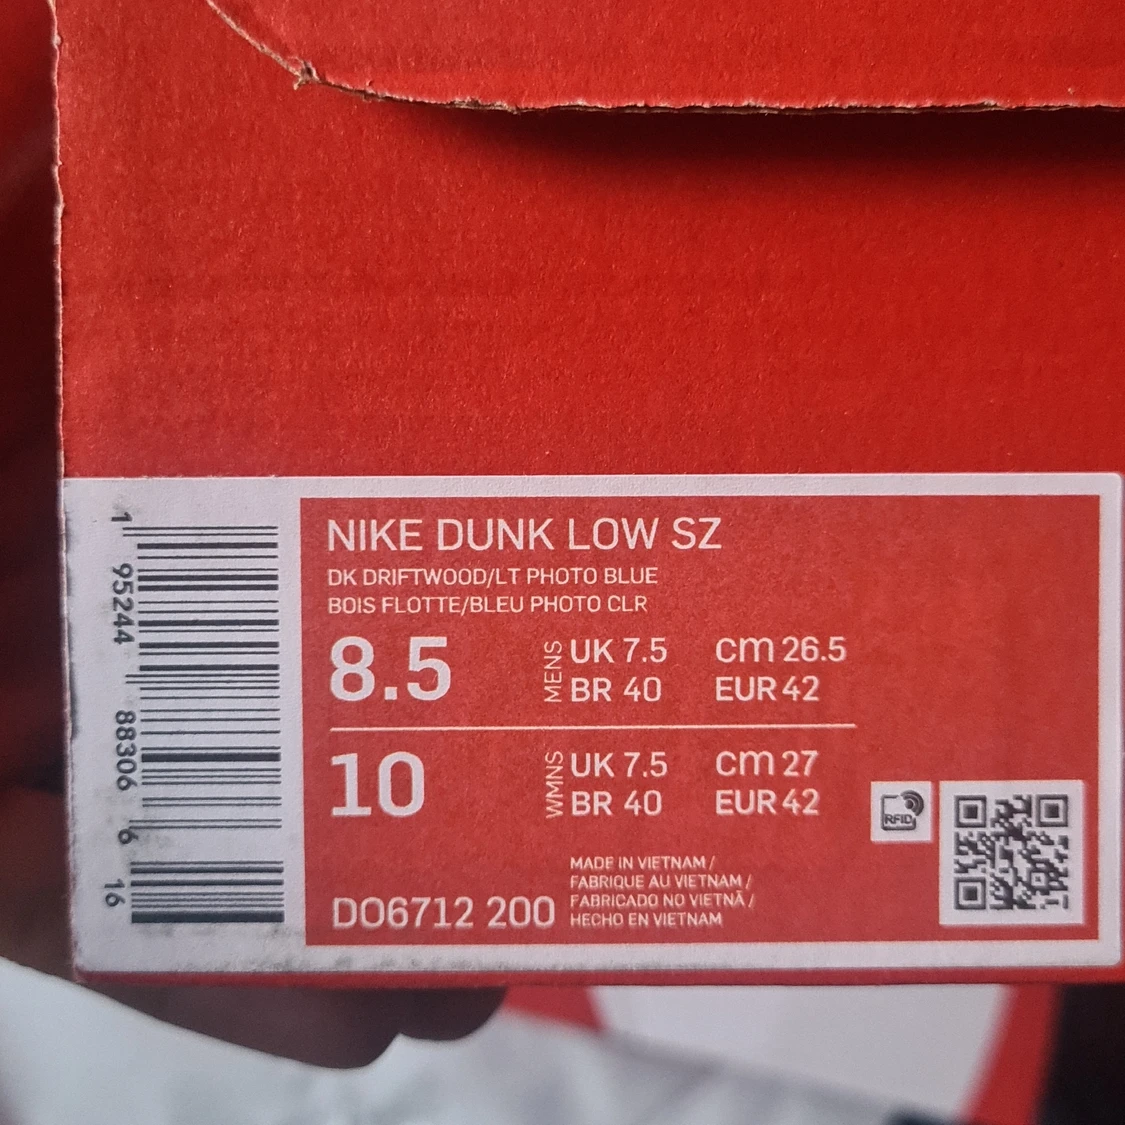 1 95244 88306 6 16
NIKE DUNK LOW SZ
DK DRIFTWOOD/LT PHOTO BLUE
BOIS FLOTTE/BLEU PHOTO CLR
8.5 MENS UK 7.5 cm 26.5
BR 40 EUR 42
10 WMNS UK 7.5 cm 27
BR 40 EUR 42
RFID
MADE IN VIETNAM /
FABRIQUE AU VIETNAM /
FABRICADO NO VIETNÃ /
HECHO EN VIETNAM
DO6712 200